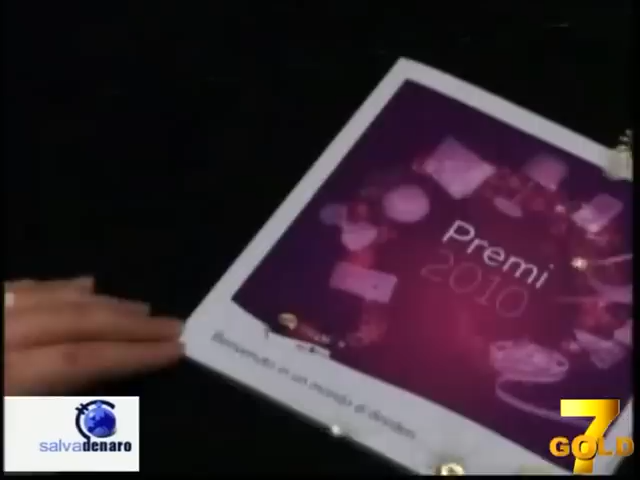 Premi
2010
Benvenuto in un mondo di desideri
salvadenaro
7
GOLD